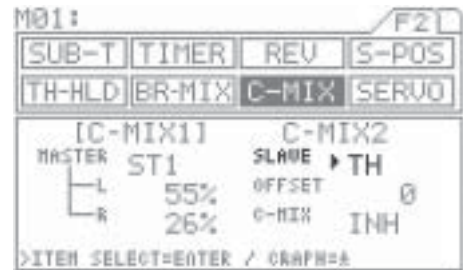 M01: F2
SUB-T TIMER REV S-POS
TH-HLD BR-MIX C-MIX SERVO
[C-MIX1] C-MIX2
MASTER ST1 SLAVE ▶TH
L 55% OFFSET 0
R 26% C-MIX INH
>ITEM SELECT=ENTER / GRAPH=±